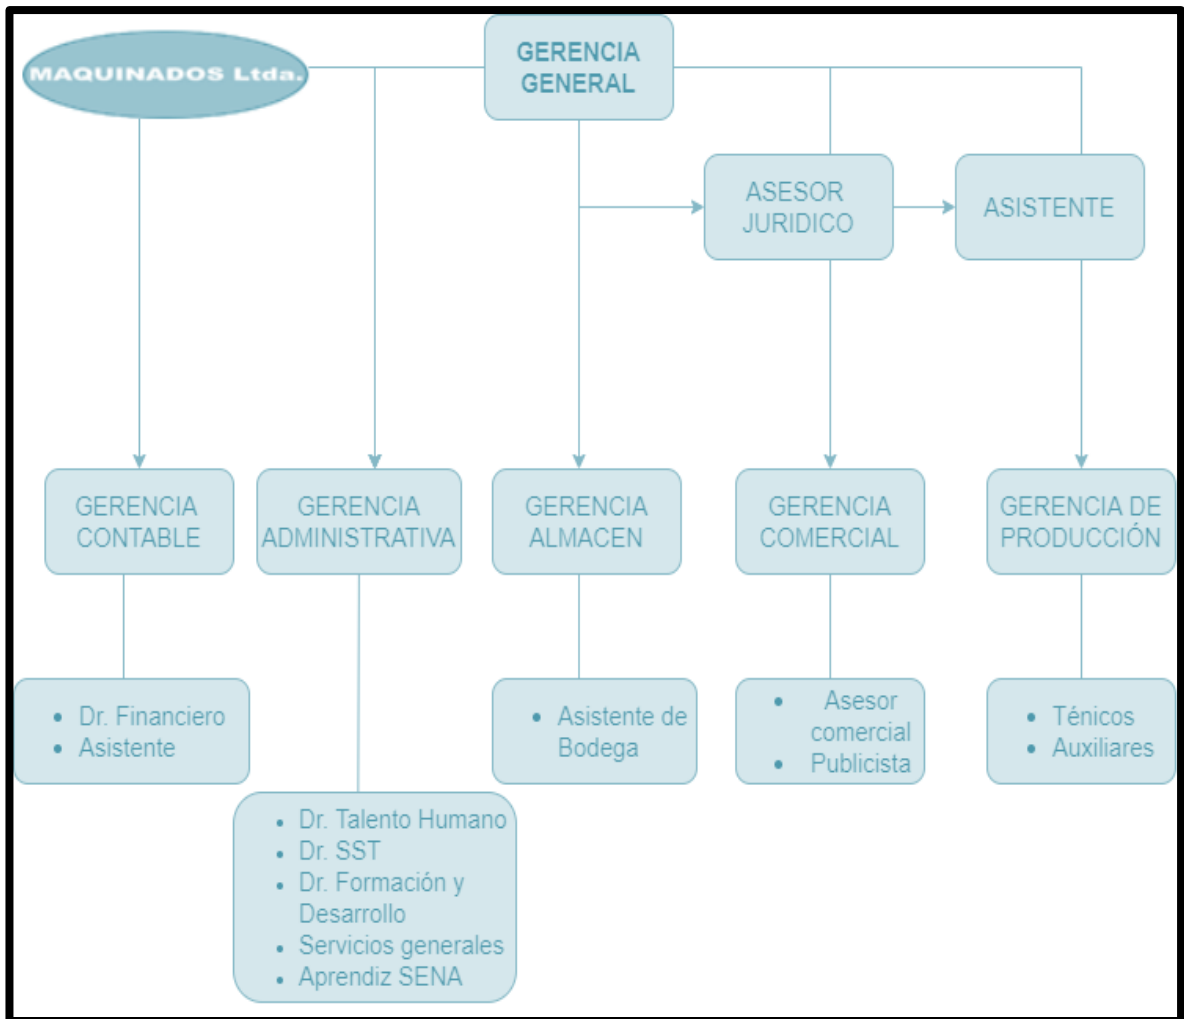 MAQUINADOS Ltda.
GERENCIA
GENERAL
ASESOR
JURIDICO
ASISTENTE
GERENCIA
CONTABLE
GERENCIA
ADMINISTRATIVA
GERENCIA
ALMACEN
GERENCIA
COMERCIAL
GERENCIA DE
PRODUCCIÓN
• Dr. Financiero
• Asistente
• Asistente de
Bodega
• Asesor
comercial
• Publicista
• Ténicos
• Auxiliares
• Dr. Talento Humano
• Dr. SST
• Dr. Formación y
Desarrollo
• Servicios generales
• Aprendiz SENA